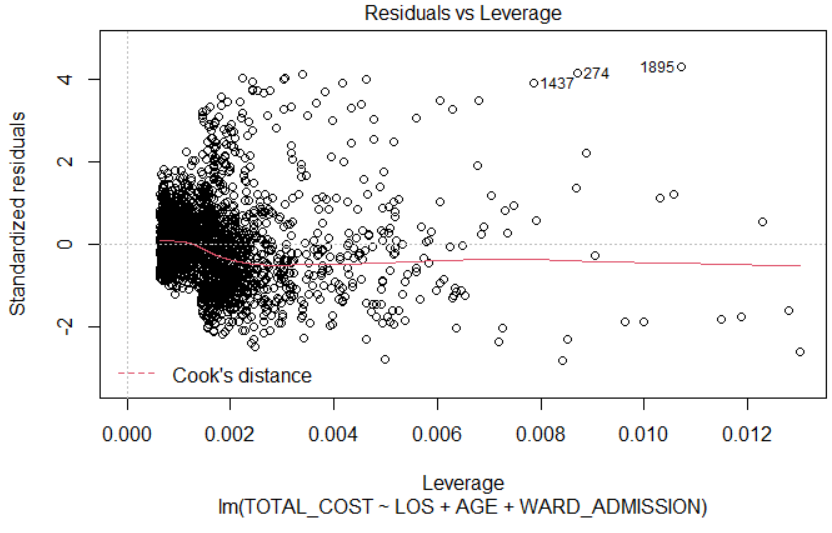 Residuals vs Leverage
4
2
0
-2
Standardized residuals
1437
274
1895
Cook's distance
0.000 0.002 0.004 0.006 0.008 0.010 0.012
Leverage
lm(TOTAL_COST ~ LOS + AGE + WARD_ADMISSION)